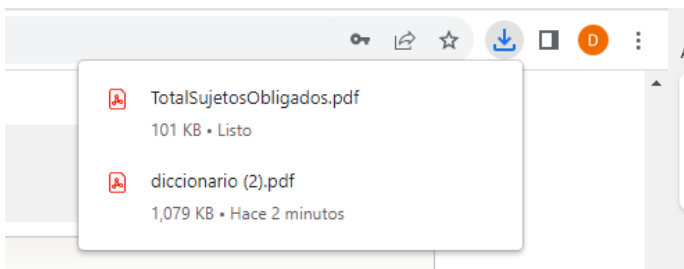 D
TotalSujetosObligados.pdf
101 KB • Listo
diccionario (2).pdf
1,079 KB • Hace 2 minutos